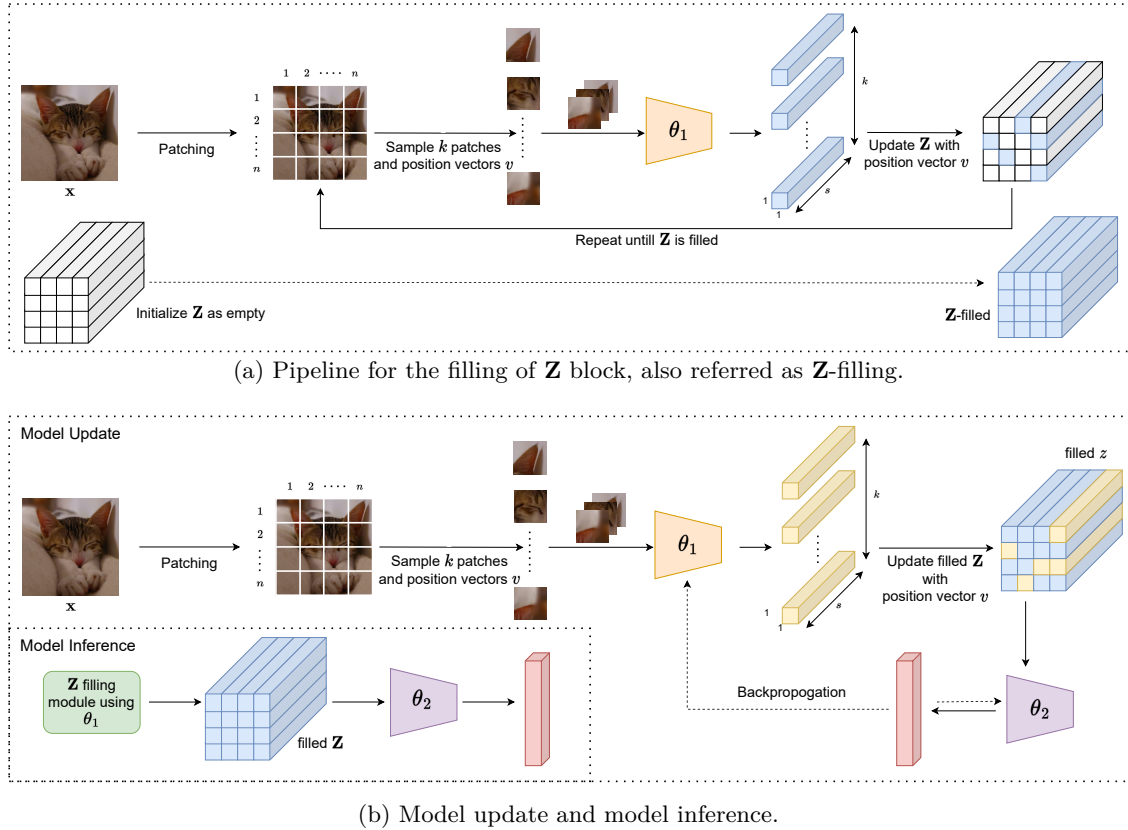 1 2 ···· n
1
2
⋮
n
x
Patching
Sample k patches
and position vectors v
θ1
k
s
1
1
Update Z with
position vector v
Repeat untill Z is filled
Initialize Z as empty
Z-filled
(a) Pipeline for the filling of Z block, also referred as Z-filling.
Model Update
1 2 ···· n
1
2
⋮
n
x
Patching
Sample k patches
and position vectors v
θ1
k
s
1
1
Update filled Z
with
position vector v
filled z
Model Inference
Z filling
module using
θ1
filled Z
θ2
Backpropogation
θ2
(b) Model update and model inference.